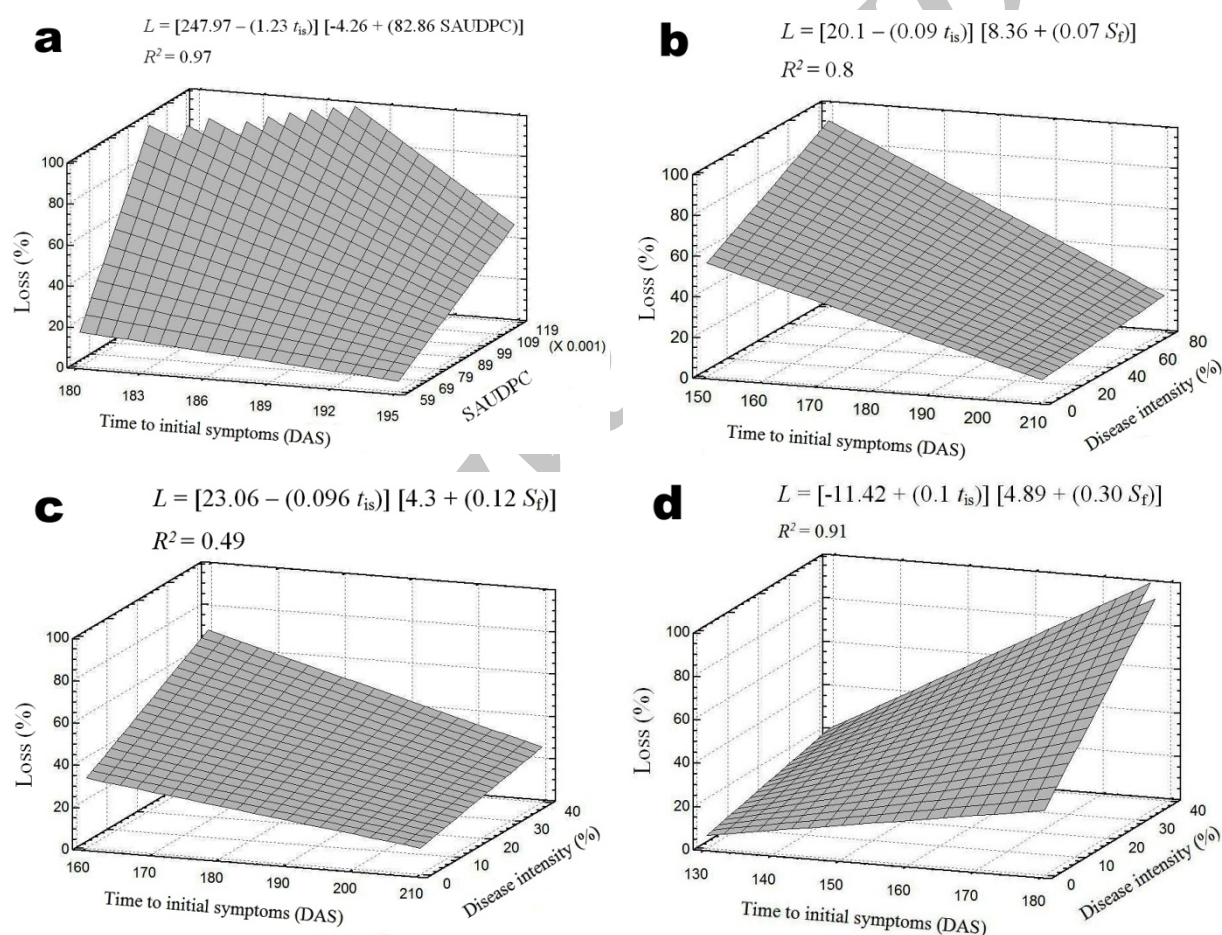 a
L = [247.97 – (1.23 tis)] [-4.26 + (82.86 SAUDPC)]
R² = 0.97
100
80
60
40
20
0
Loss (%)
180
183
186
189
192
195
Time to initial symptoms (DAS)
59
69
79
89
99
109
119
(X 0.001)
SAUDPC
b
L = [20.1 – (0.09 tis)] [8.36 + (0.07 Sf)]
R² = 0.8
100
80
60
40
20
0
Loss (%)
150
160
170
180
190
200
210
Time to initial symptoms (DAS)
0
20
40
60
80
Disease intensity (%)
c
L = [23.06 – (0.096 tis)] [4.3 + (0.12 Sf)]
R² = 0.49
100
80
60
40
20
0
Loss (%)
160
170
180
190
200
210
Time to initial symptoms (DAS)
0
10
20
30
40
Disease intensity (%)
d
L = [-11.42 + (0.1 tis)] [4.89 + (0.30 Sf)]
R² = 0.91
100
80
60
40
20
0
Loss (%)
130
140
150
160
170
180
Time to initial symptoms (DAS)
0
10
20
30
40
Disease intensity (%)